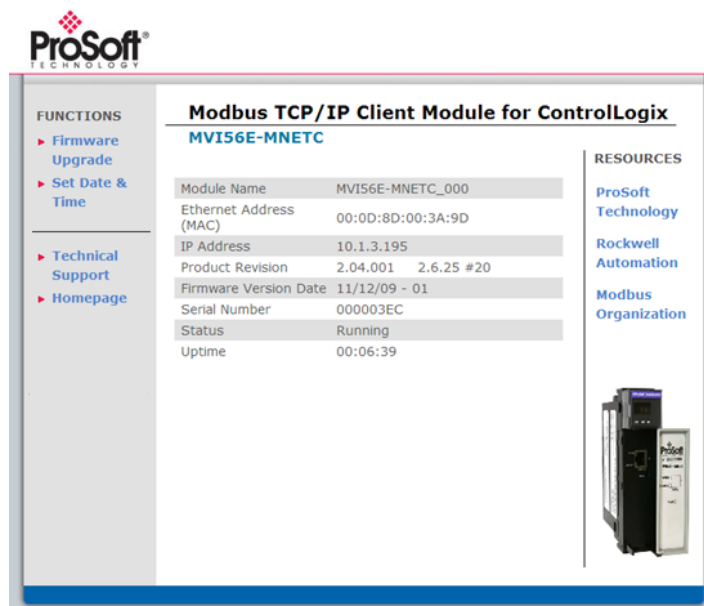 ProSoft®
TECHNOLOGY
FUNCTIONS
Firmware
Upgrade
Set Date &
Time
Technical
Support
Homepage
Modbus TCP/IP Client Module for ControlLogix
MVI56E-MNETC
Module Name MVI56E-MNETC_000
Ethernet Address
(MAC) 00:0D:8D:00:3A:9D
IP Address 10.1.3.195
Product Revision 2.04.001 2.6.25 #20
Firmware Version Date 11/12/09 - 01
Serial Number 000003EC
Status Running
Uptime 00:06:39
RESOURCES
ProSoft
Technology
Rockwell
Automation
Modbus
Organization
ProSoft